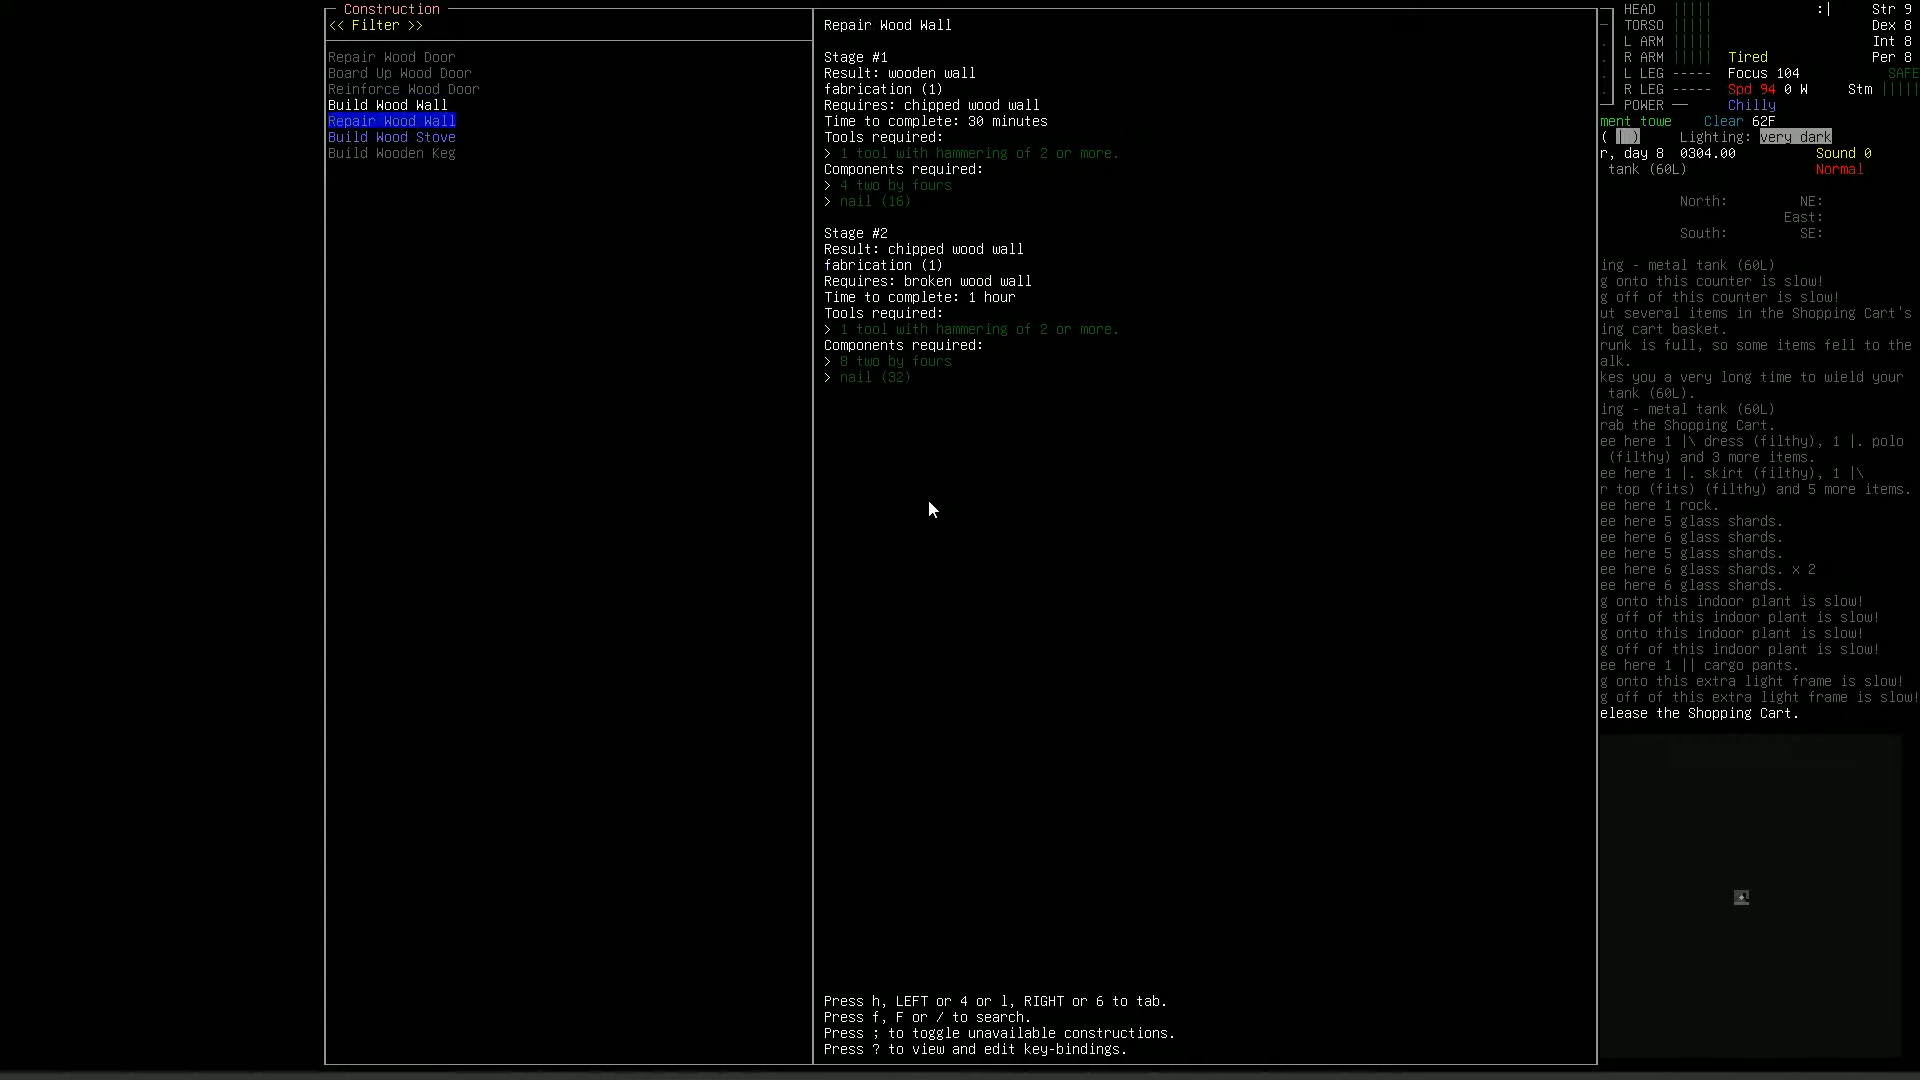 Construction
<< Filter >>
Repair Wood Door
Board Up Wood Door
Reinforce Wood Door
Build Wood Wall
Repair Wood Wall
Build Wood Stove
Build Wooden Keg
Repair Wood Wall
Stage #1
Result: wooden wall
fabrication (1)
Requires: chipped wood wall
Time to complete: 30 minutes
Tools required:
> 1 tool with hammering of 2 or more.
Components required:
> 4 two by fours
> nail (16)
Stage #2
Result: chipped wood wall
fabrication (1)
Requires: broken wood wall
Time to complete: 1 hour
Tools required:
> 1 tool with hammering of 2 or more.
Components required:
> 8 two by fours
> nail (32)
Press h, LEFT or 4 or l, RIGHT or 6 to tab.
Press f, F or / to search.
Press ; to toggle unavailable constructions.
Press ? to view and edit key-bindings.
HEAD ||||| :| Str 9
TORSO ||||| Dex 8
L ARM ||||| Int 8
R ARM ||||| Tired Per 8
L LEG ----- Focus 104 SAFE
R LEG ----- Spd 94 0 W Stm |||||
POWER -- Chilly
ment towe Clear 62F
( | ) Lighting: very dark
r, day 8 0304.00 Sound 0
tank (60L) Normal
North: NE:
East:
South: SE:
ing - metal tank (60L)
g onto this counter is slow!
g off of this counter is slow!
ut several items in the Shopping Cart's
ing cart basket.
runk is full, so some items fell to the
alk.
kes you a very long time to wield your
tank (60L).
ing - metal tank (60L)
rab the Shopping Cart.
ee here 1 |\ dress (filthy), 1 |. polo
(filthy) and 3 more items.
ee here 1 |. skirt (filthy), 1 |\
r top (fits) (filthy) and 5 more items.
ee here 1 rock.
ee here 5 glass shards.
ee here 6 glass shards.
ee here 5 glass shards.
ee here 6 glass shards. x 2
ee here 6 glass shards.
g onto this indoor plant is slow!
g off of this indoor plant is slow!
g onto this indoor plant is slow!
g off of this indoor plant is slow!
ee here 1 || cargo pants.
g onto this extra light frame is slow!
g off of this extra light frame is slow!
elease the Shopping Cart.